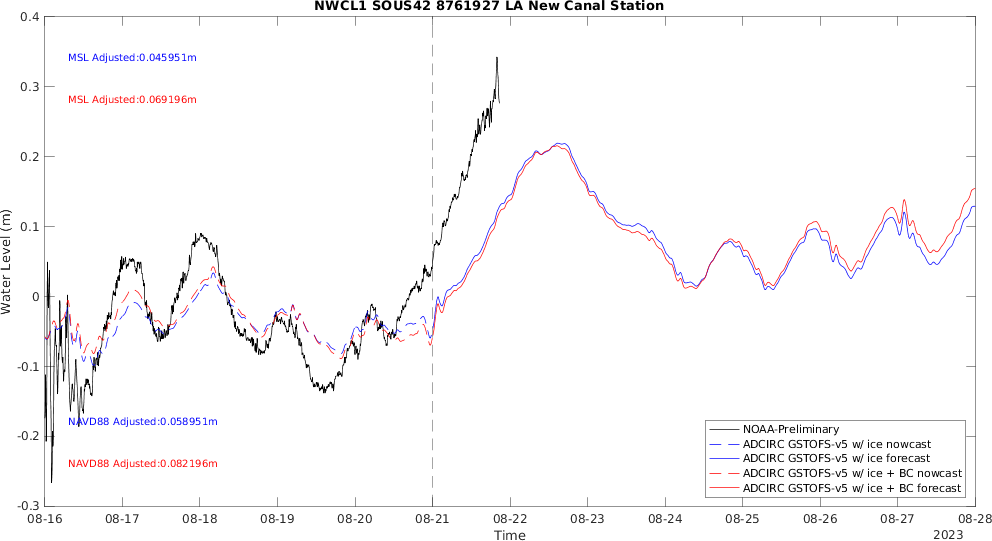 NWCL1 SOUS42 8761927 LA New Canal Station
0.4
0.3
0.2
0.1
0
-0.1
-0.2
-0.3
Water Level (m)
MSL Adjusted:0.045951m
MSL Adjusted:0.069196m
NAVD88 Adjusted:0.058951m
NAVD88 Adjusted:0.082196m
NOAA-Preliminary
ADCIRC GSTOFS-v5 w/ ice nowcast
ADCIRC GSTOFS-v5 w/ ice forecast
ADCIRC GSTOFS-v5 w/ ice + BC nowcast
ADCIRC GSTOFS-v5 w/ ice + BC forecast
08-16 08-17 08-18 08-19 08-20 08-21 08-22 08-23 08-24 08-25 08-26 08-27 08-28
Time
2023